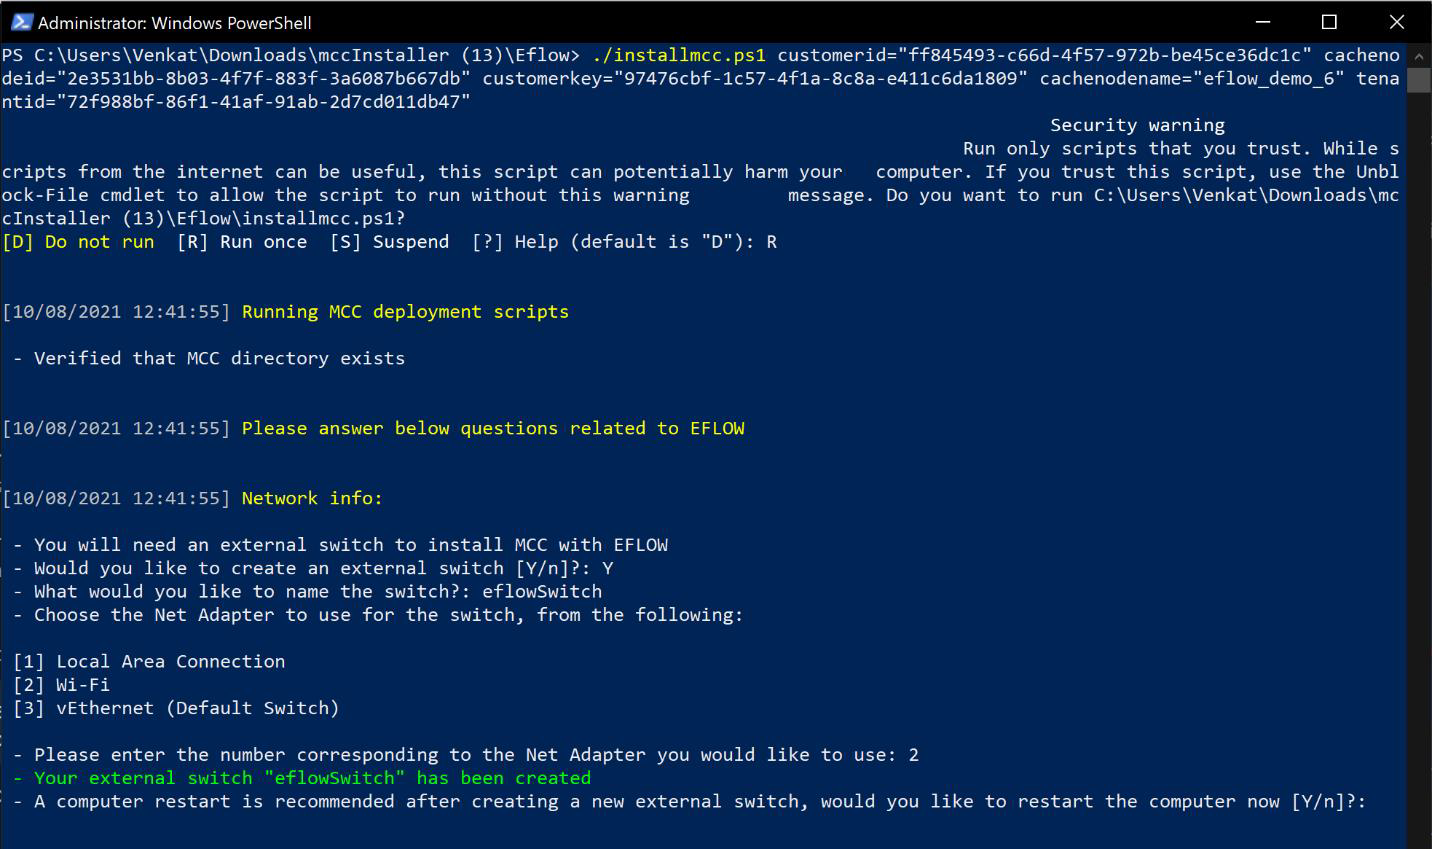 Administrator: Windows PowerShell
PS C:\Users\Venkat\Downloads\mccInstaller (13)\Eflow> ./installmcc.ps1 customerid="ff845493-c66d-4f57-972b-be45ce36dc1c" cacheno
deid="2e3531bb-8b03-4f7f-883f-3a6087b667db" customerkey="97476cbf-1c57-4f1a-8c8a-e411c6da1809" cachenodename="eflow_demo_6" tena
ntid="72f988bf-86f1-41af-91ab-2d7cd011db47"
Security warning
Run only scripts that you trust. While s
cripts from the internet can be useful, this script can potentially harm your   computer. If you trust this script, use the Unbl
ock-File cmdlet to allow the script to run without this warning         message. Do you want to run C:\Users\Venkat\Downloads\mc
cInstaller (13)\Eflow\installmcc.ps1?
[D] Do not run  [R] Run once  [S] Suspend  [?] Help (default is "D"): R
[10/08/2021 12:41:55] Running MCC deployment scripts
- Verified that MCC directory exists
[10/08/2021 12:41:55] Please answer below questions related to EFLOW
[10/08/2021 12:41:55] Network info:
- You will need an external switch to install MCC with EFLOW
- Would you like to create an external switch [Y/n]?: Y
- What would you like to name the switch?: eflowSwitch
- Choose the Net Adapter to use for the switch, from the following:
[1] Local Area Connection
[2] Wi-Fi
[3] vEthernet (Default Switch)
- Please enter the number corresponding to the Net Adapter you would like to use: 2
- Your external switch "eflowSwitch" has been created
- A computer restart is recommended after creating a new external switch, would you like to restart the computer now [Y/n]?: